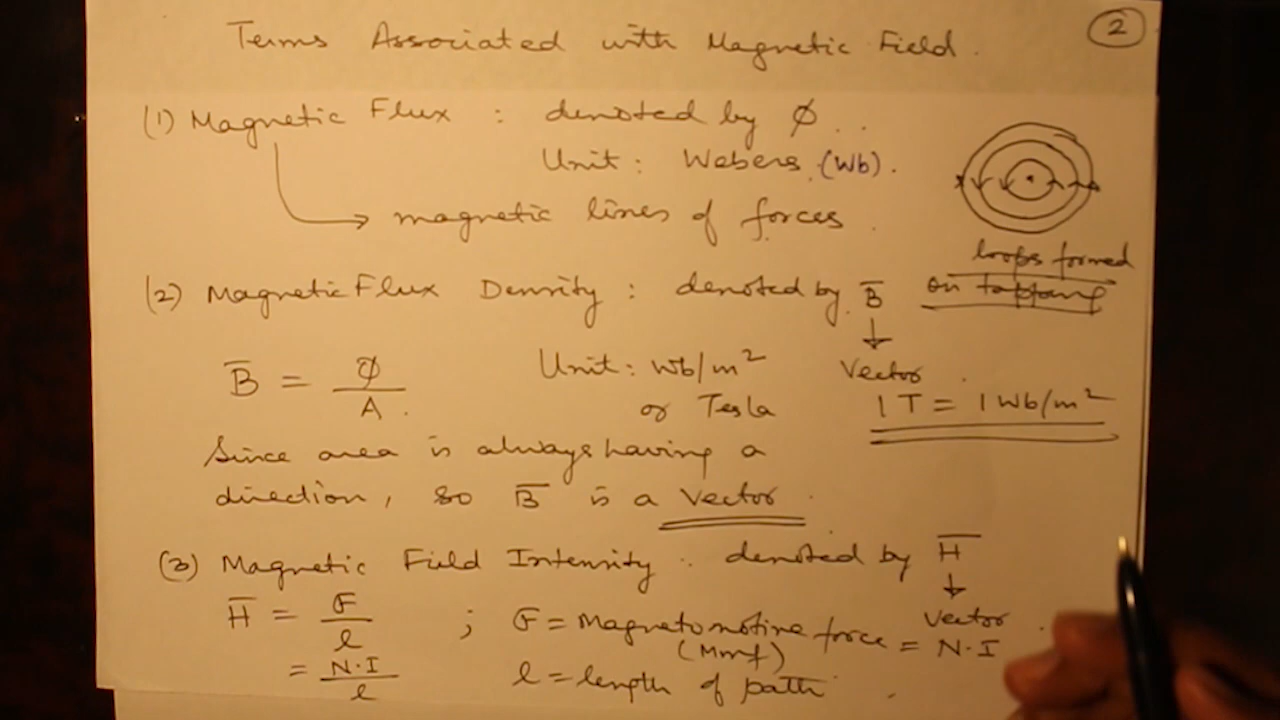 2
Terms Associated with Magnetic Field.
(1) Magnetic Flux : denoted by ϕ ..
Unit : Webers (Wb).
→ magnetic lines of forces.
loops formed
on tapping
(2) Magnetic Flux Density : denoted by B̅
↓
Vector
B̅ = ϕ / A .
Unit : Wb/m²
or Tesla
1 T = 1 Wb/m²
Since area is always having a
direction, so B̅ is a Vector.
(3) Magnetic Field Intensity : denoted by H̅
↓
Vector
H̅ = F / l ; F = Magnetomotive force = N·I
(Mmf)
= N·I / l
l = length of path .